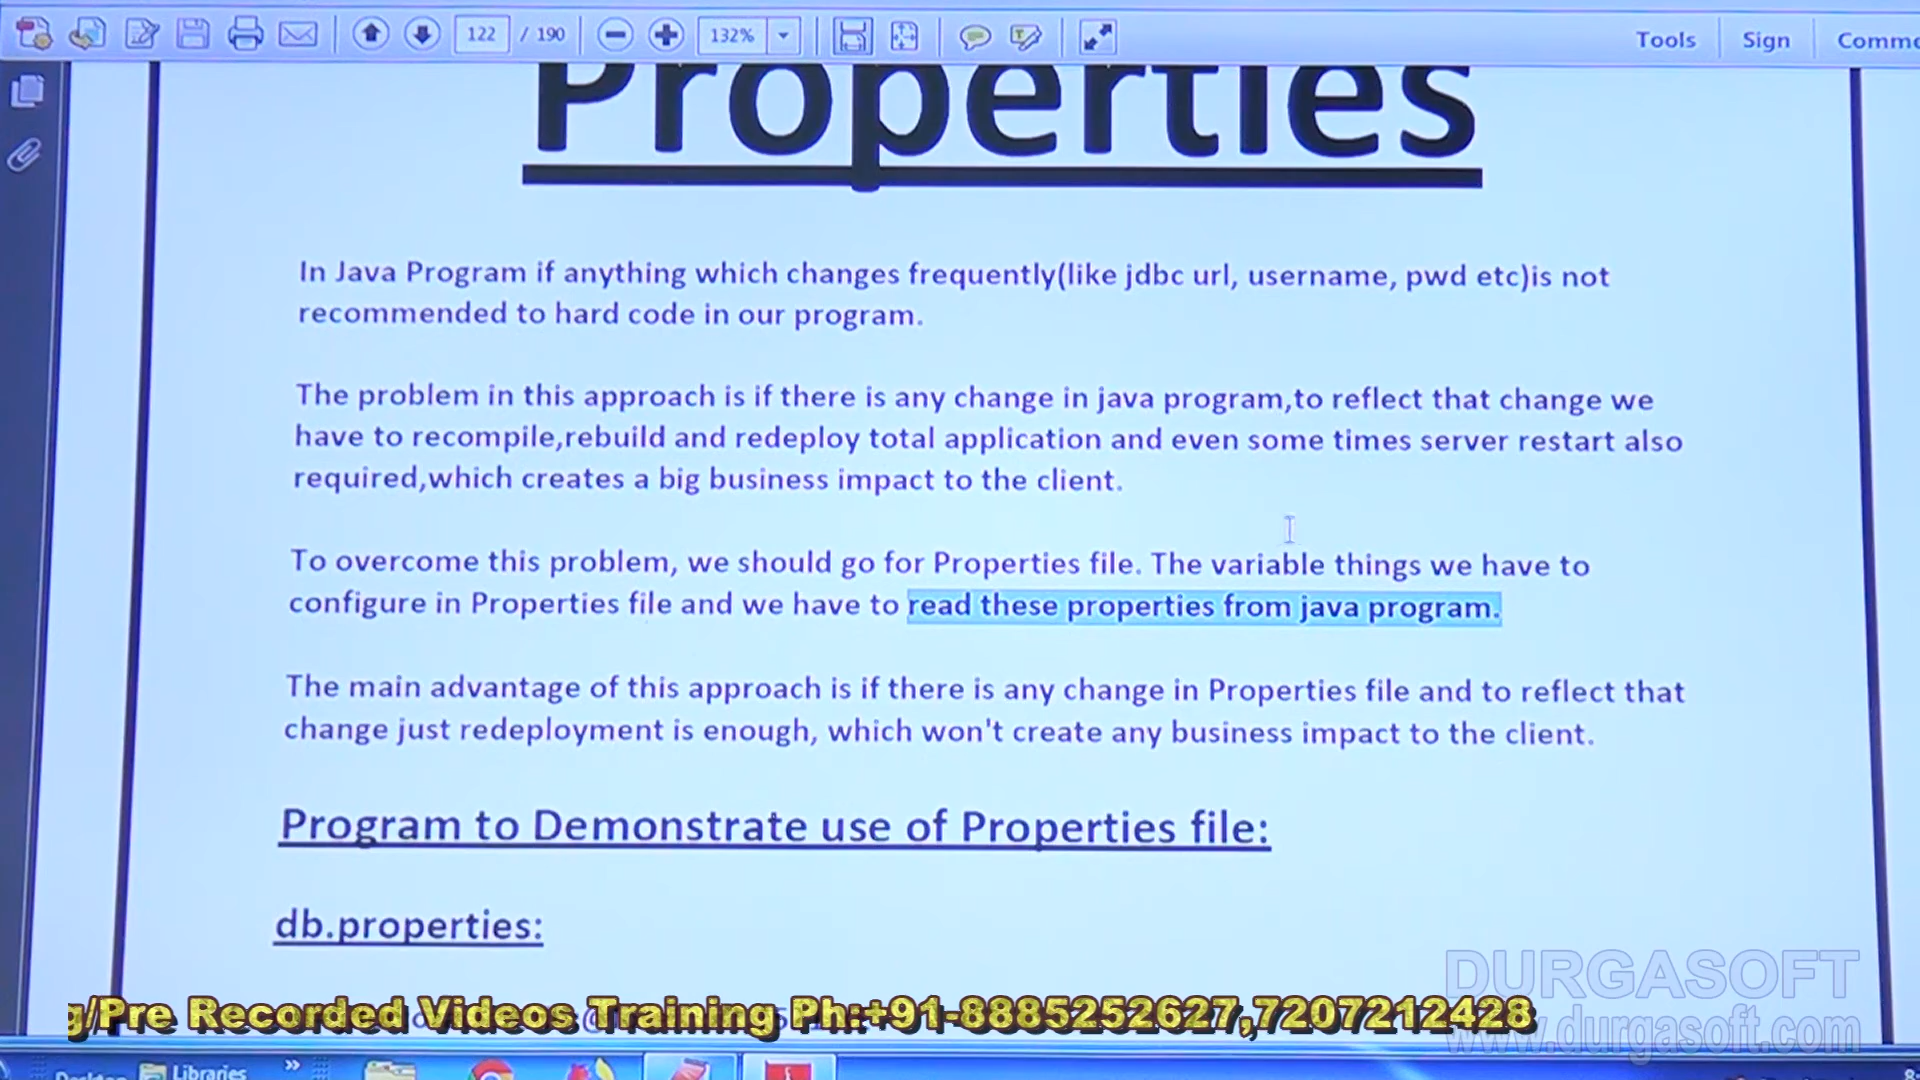 122 / 190 132% Tools Sign
Properties
In Java Program if anything which changes frequently(like jdbc url, username, pwd etc)is not
recommended to hard code in our program.
The problem in this approach is if there is any change in java program,to reflect that change we
have to recompile,rebuild and redeploy total application and even some times server restart also
required,which creates a big business impact to the client.
To overcome this problem, we should go for Properties file. The variable things we have to
configure in Properties file and we have to read these properties from java program.
The main advantage of this approach is if there is any change in Properties file and to reflect that
change just redeployment is enough, which won't create any business impact to the client.
Program to Demonstrate use of Properties file:
db.properties:
DURGASOFT
g/Pre Recorded Videos Training Ph:+91-8885252627,7207212428
www.durgasoft.com
Libraries